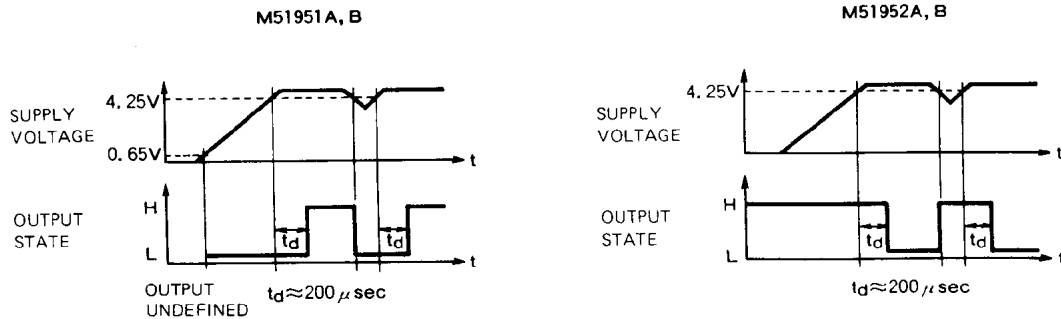 M51951A, B
4.25V
SUPPLY
VOLTAGE
0.65V
t
H
OUTPUT
STATE
td
td
L
t
OUTPUT
UNDEFINED
td≈200μsec
M51952A, B
4.25V
SUPPLY
VOLTAGE
t
H
OUTPUT
STATE
td
td
L
t
td≈200μsec